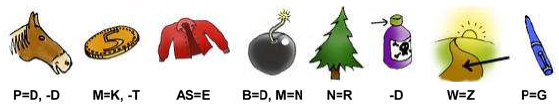 P=D, -D M=K, -T AS=E B=D, M=N N=R -D W=Z P=G